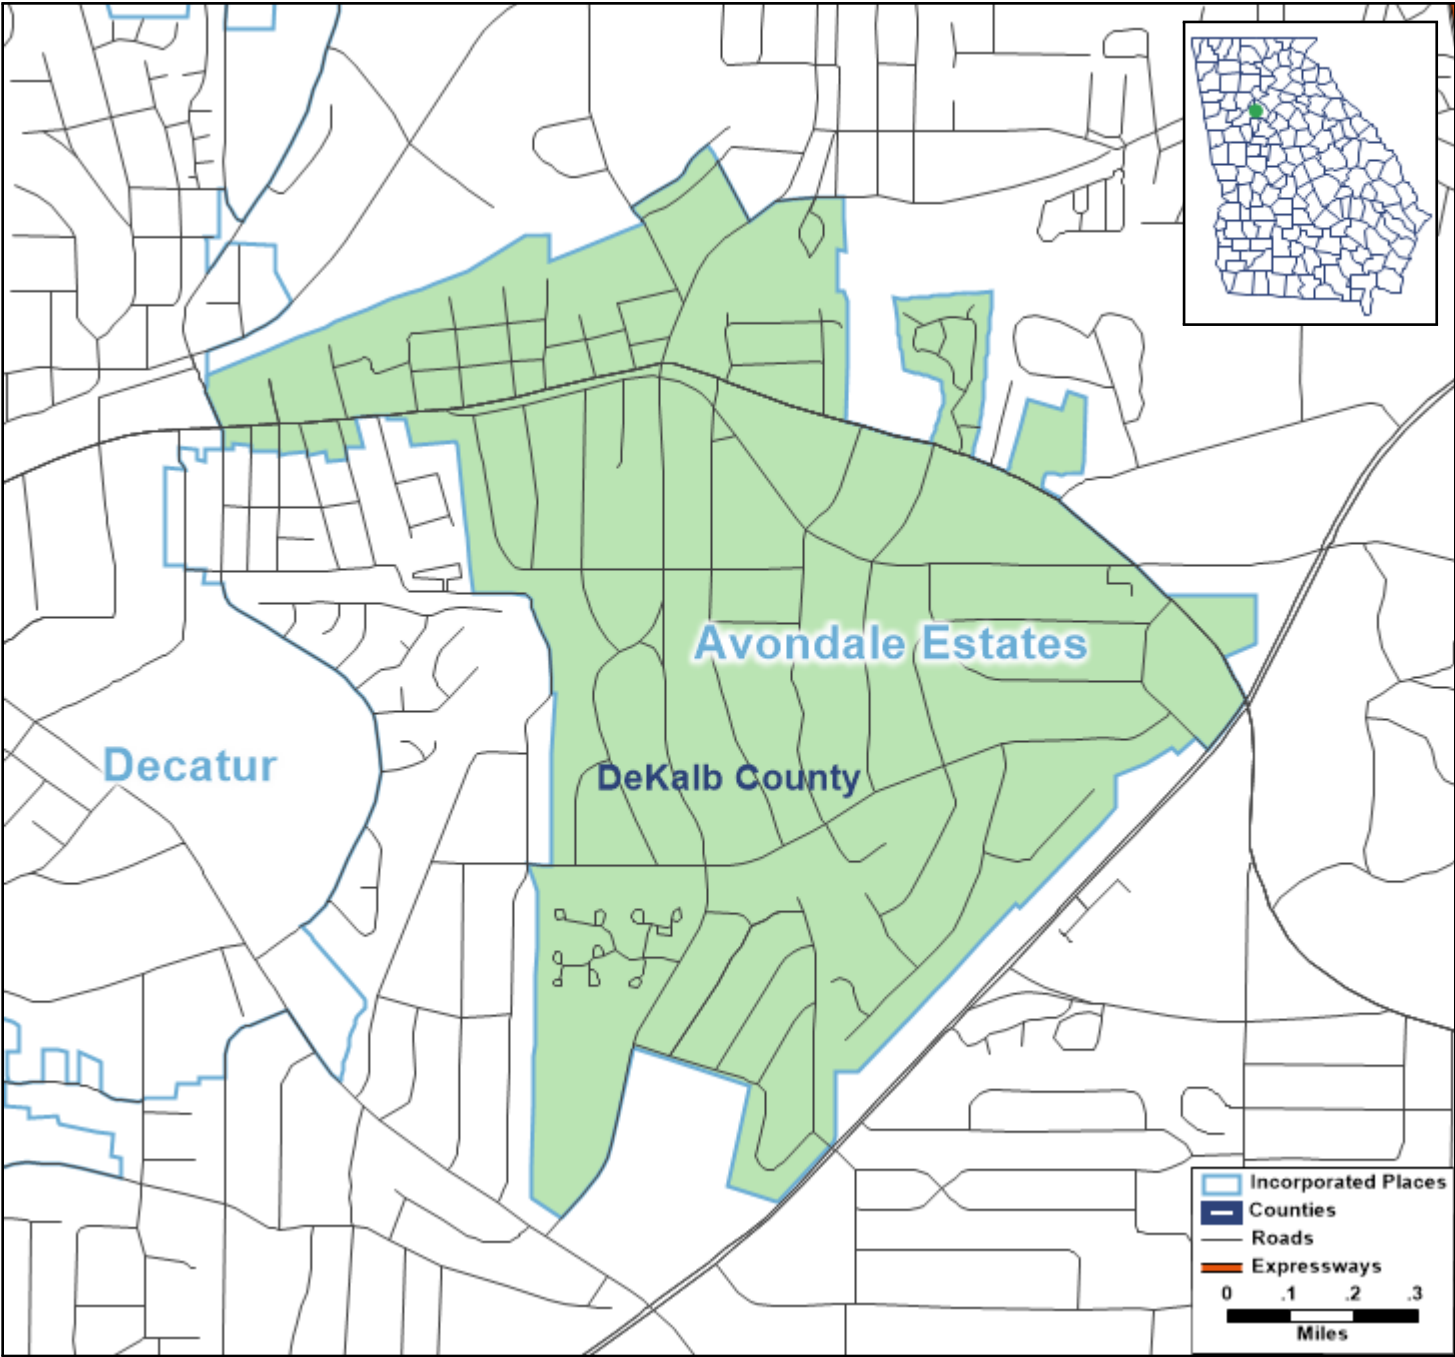 Avondale Estates
Decatur
DeKalb County
Incorporated Places
Counties
Roads
Expressways
0 .1 .2 .3
Miles